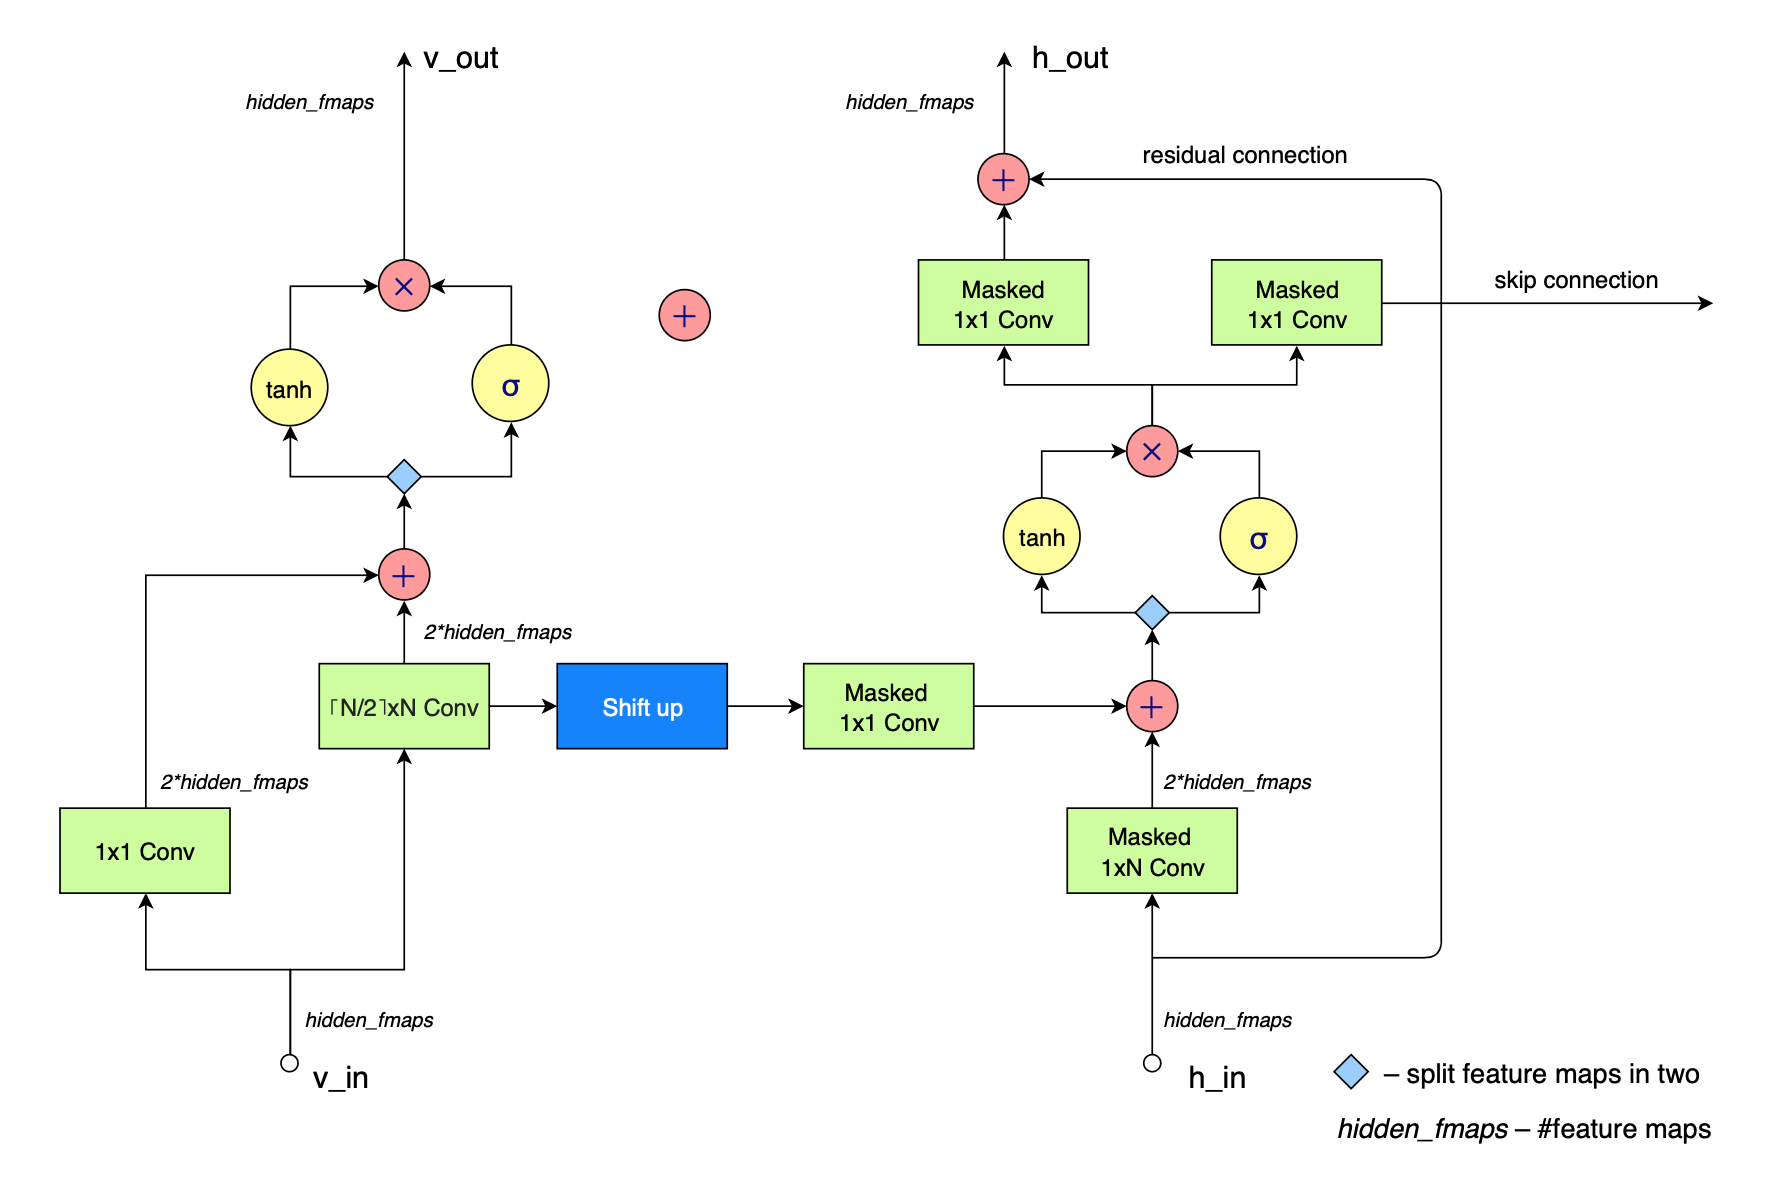 v_out
h_out
hidden_fmaps
hidden_fmaps
residual connection
+
skip connection
×
Masked
1x1 Conv
Masked
1x1 Conv
+
tanh
σ
×
tanh
σ
+
2*hidden_fmaps
⌈N/2⌉xN Conv
Shift up
Masked
1x1 Conv
+
2*hidden_fmaps
2*hidden_fmaps
1x1 Conv
Masked
1xN Conv
hidden_fmaps
hidden_fmaps
v_in
h_in
– split feature maps in two
hidden_fmaps – #feature maps